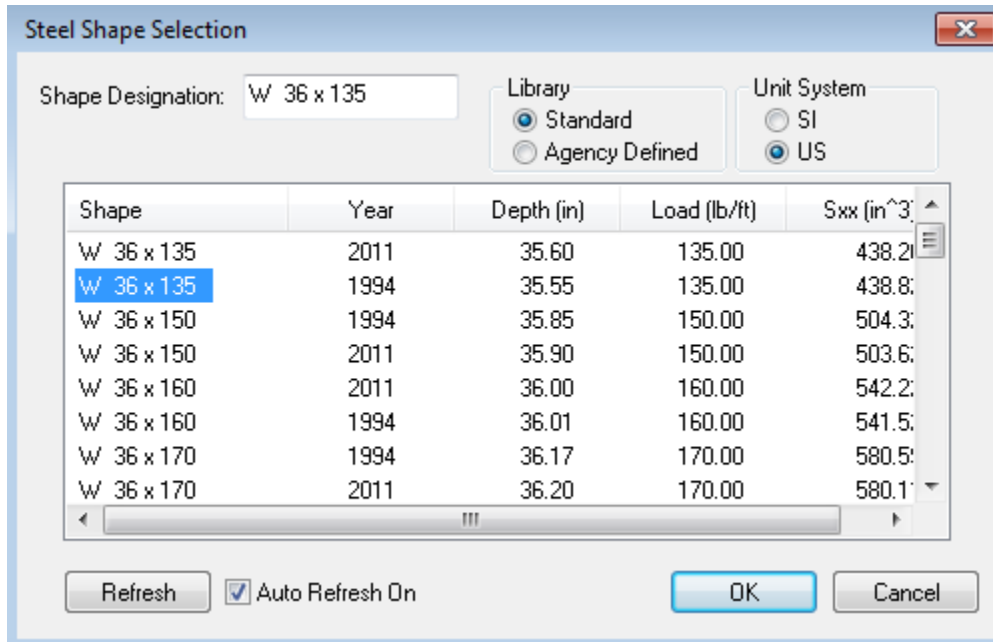 Steel Shape Selection
Shape Designation: W 36 x 135
Library
Standard
Agency Defined
Unit System
SI
US
Shape Year Depth (in) Load (lb/ft) Sxx (in^3)
W 36 x 135 2011 35.60 135.00
W 36 x 135 1994 35.55 135.00
W 36 x 150 1994 35.85 150.00
W 36 x 150 2011 35.90 150.00
W 36 x 160 2011 36.00 160.00
W 36 x 160 1994 36.01 160.00
W 36 x 170 1994 36.17 170.00
W 36 x 170 2011 36.20 170.00
Refresh Auto Refresh On OK Cancel